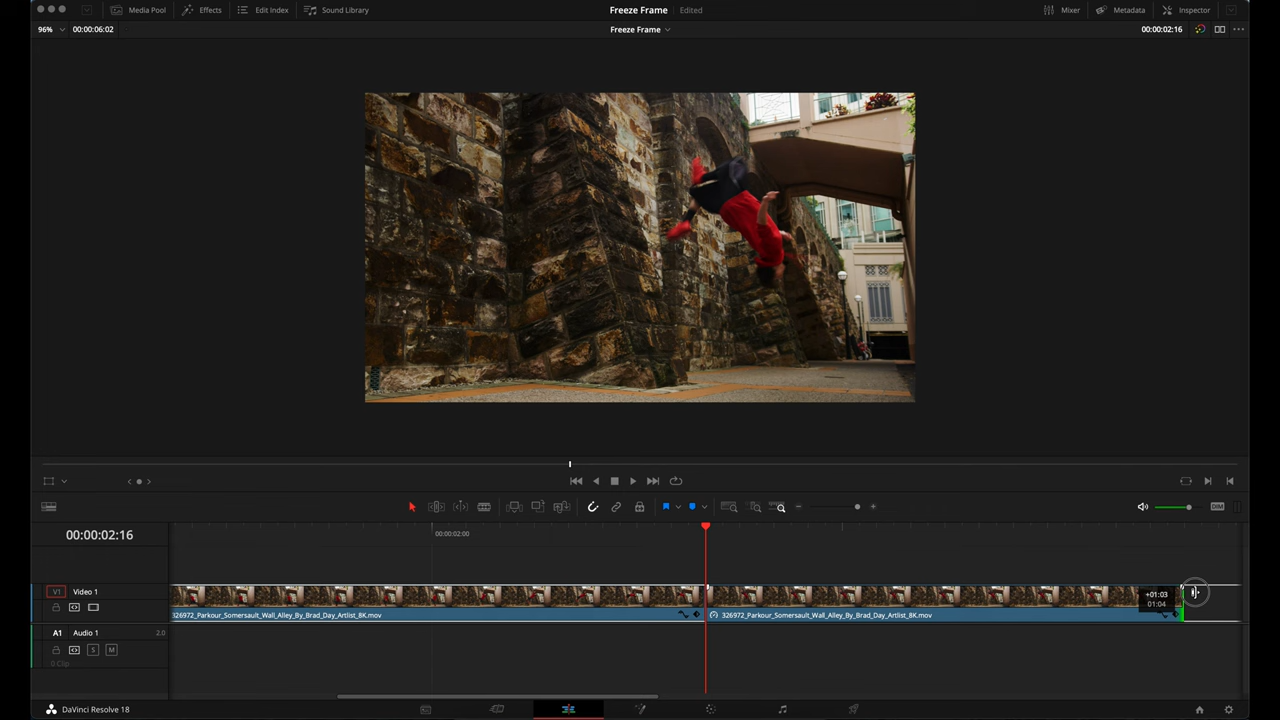 Media Pool Effects Edit Index Sound Library Freeze Frame Edited Mixer Metadata Inspector
96% 00:00:06:02 Freeze Frame 00:00:02:16
DIM
00:00:02:16 00:00:02:00
V1 Video 1
+01:03
01:04
326972_Parkour_Somersault_Wall_Alley_By_Brad_Day_Artlist_8K.mov 326972_Parkour_Somersault_Wall_Alley_By_Brad_Day_Artlist_8K.mov
A1 Audio 1 2.0
S M
0 Clip
DaVinci Resolve 18